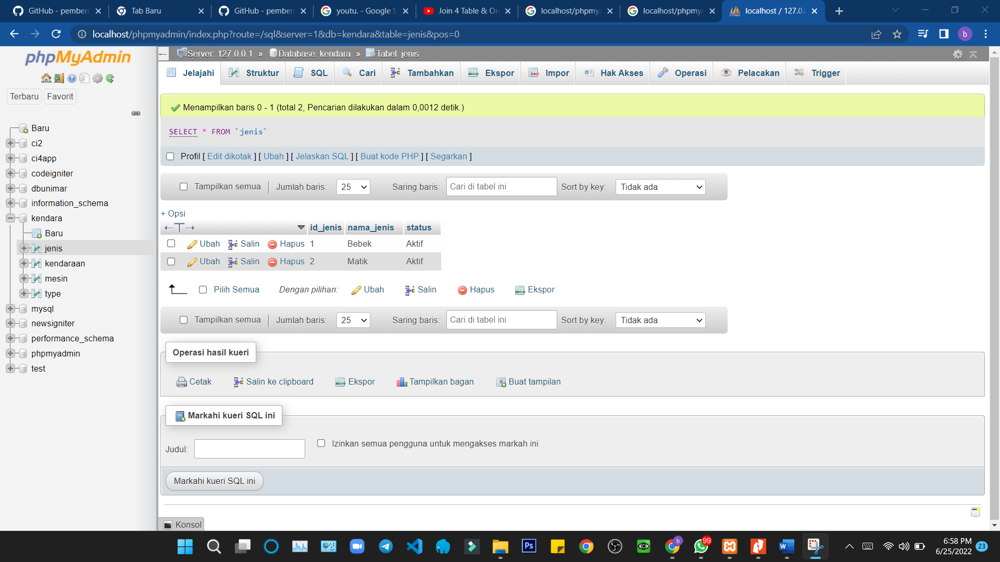 GitHub - pemberc
Tab Baru
GitHub - pemberc
youtu. - Google S
Join 4 Table & Or
localhost/phpmya
localhost/phpmya
localhost / 127.0.0
localhost/phpmyadmin/index.php?route=/sql&server=1&db=kendara&table=jenis&pos=0
b
phpMyAdmin
Terbaru
Favorit
Baru
ci2
ci4app
codeigniter
dbunimar
information_schema
kendara
Baru
jenis
kendaraan
mesin
type
mysql
newsigniter
performance_schema
phpmyadmin
test
Server: 127.0.0.1 » Database: kendara » Tabel: jenis
Jelajahi Struktur SQL Cari Tambahkan Ekspor Impor Hak Akses Operasi Pelacakan Trigger
Menampilkan baris 0 - 1 (total 2, Pencarian dilakukan dalam 0,0012 detik.)
SELECT * FROM `jenis`
Profil [ Edit dikotak ] [ Ubah ] [ Jelaskan SQL ] [ Buat kode PHP ] [ Segarkan ]
Tampilkan semua Jumlah baris: 25 Saring baris: Cari di tabel ini Sort by key: Tidak ada
+ Opsi
←T→ id_jenis nama_jenis status
Ubah Salin Hapus 1 Bebek Aktif
Ubah Salin Hapus 2 Matik Aktif
Pilih Semua Dengan pilihan: Ubah Salin Hapus Ekspor
Tampilkan semua Jumlah baris: 25 Saring baris: Cari di tabel ini Sort by key: Tidak ada
Operasi hasil kueri
Cetak Salin ke clipboard Ekspor Tampilkan bagan Buat tampilan
Markahi kueri SQL ini
Judul: Izinkan semua pengguna untuk mengakses markah ini
Markahi kueri SQL ini
Konsol
Ps
b
99
W
6:58 PM
6/25/2022
23